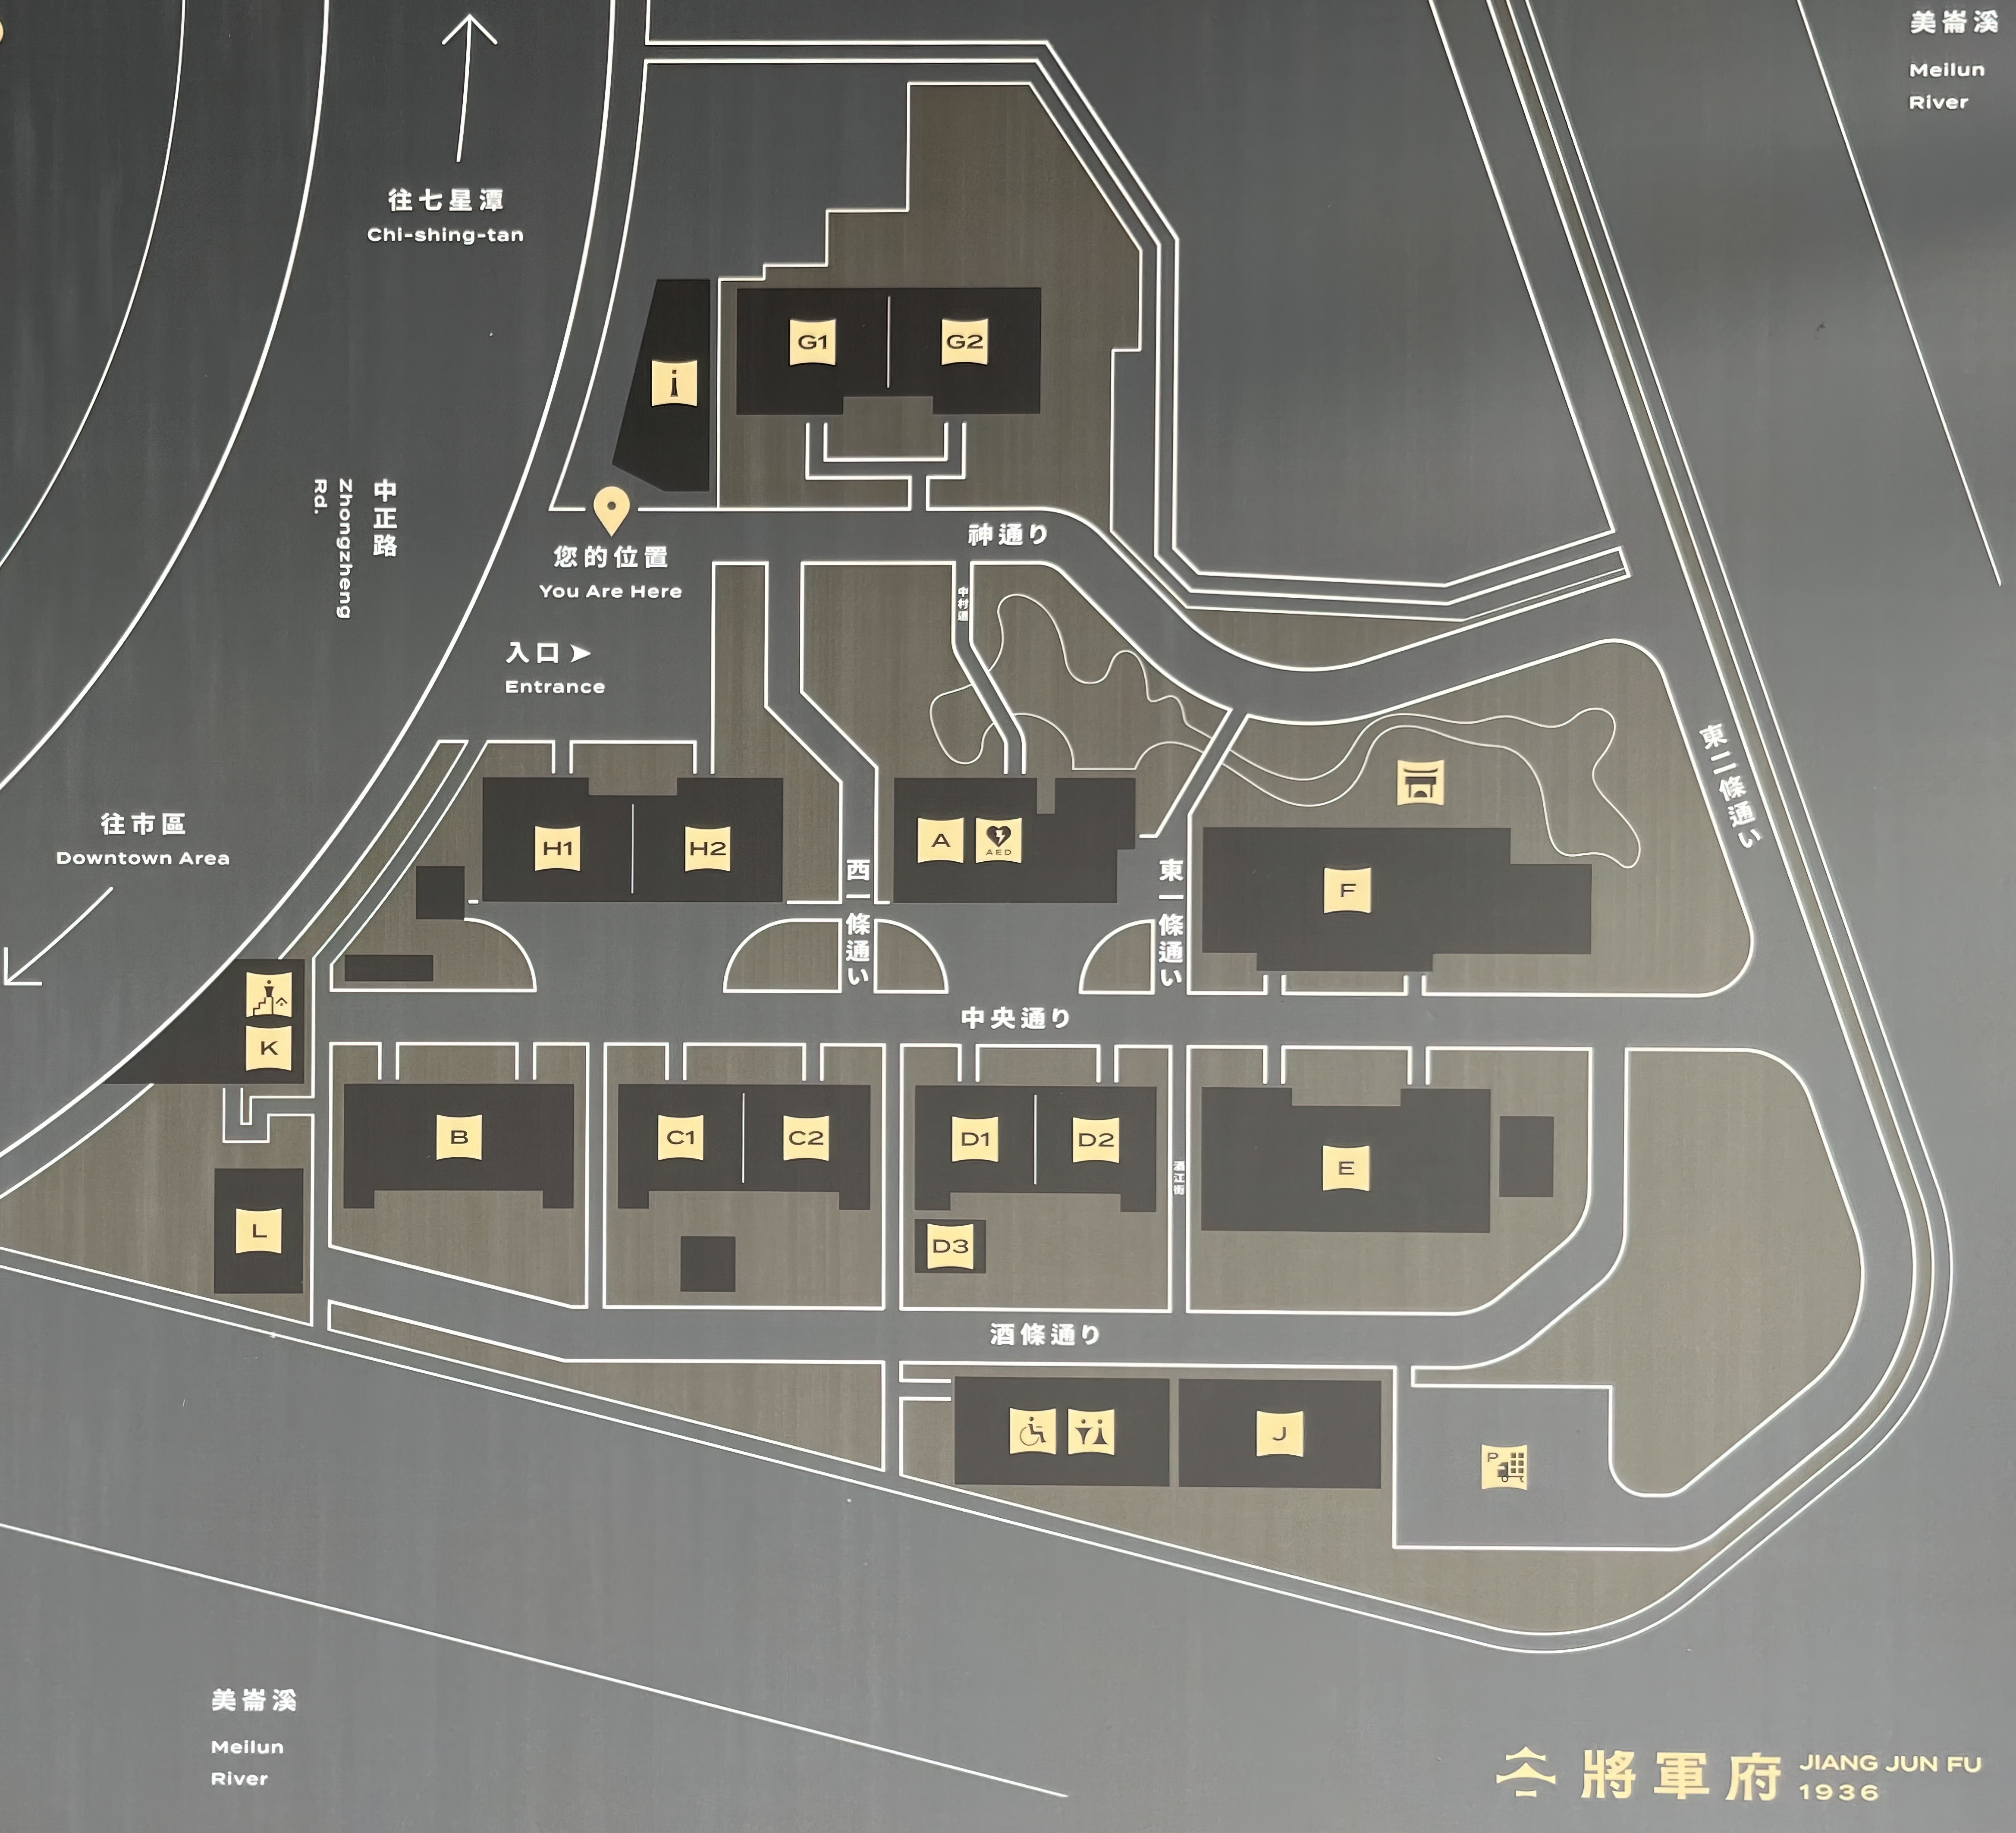 美崙溪
Meilun
River
往七星潭
Chi-shing-tan
G1
G2
i
中正路
Zhongzheng
Rd.
神通り
您的位置
You Are Here
中村道
入口
Entrance
東二條通い
往市區
Downtown Area
H1
H2
A
AED
西一條通い
東一條通い
F
K
中央通り
B
C1
C2
D1
D2
E
L
D3
酒條通り
J
P
美崙溪
Meilun
River
將軍府
JIANG JUN FU
1936